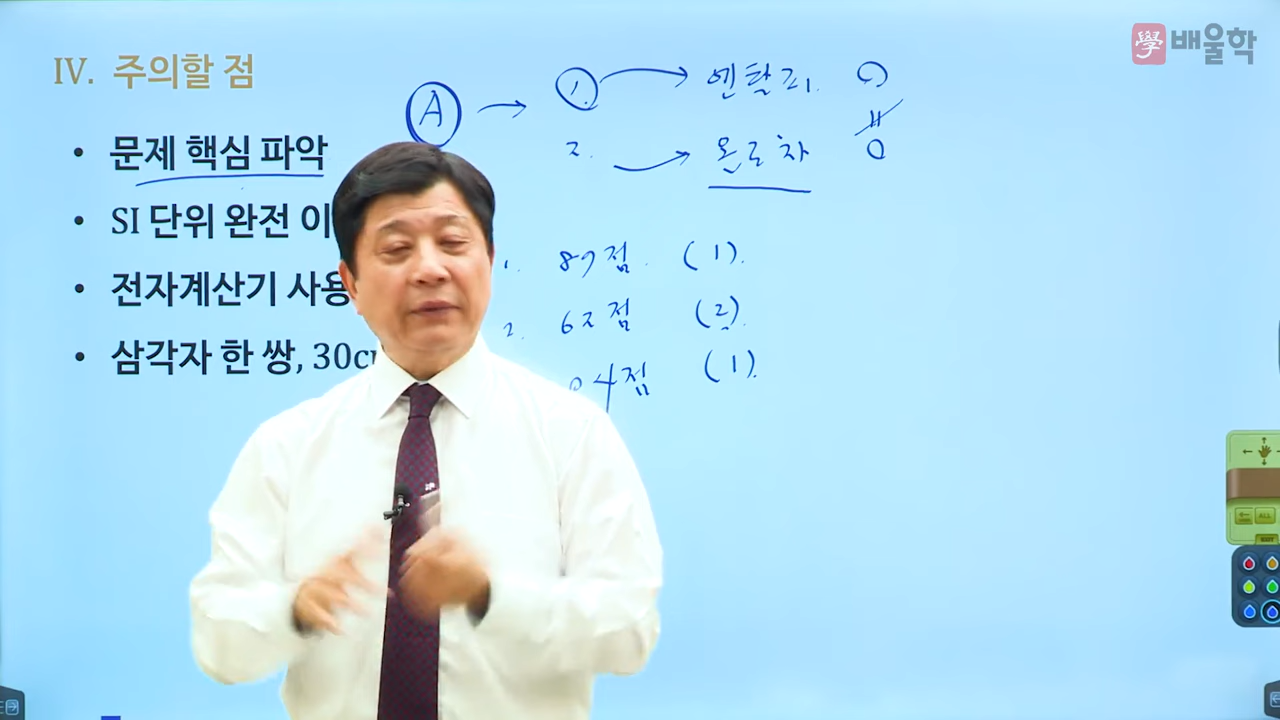 배울학
學
IV. 주의할 점
• 문제 핵심 파악
• SI 단위 완전 이
• 전자계산기 사용
• 삼각자 한 쌍, 30c
A → 1. → 엔탈피.
2. → 온도차
1. 87점. (1).
2. 62점 (2).
4점 (1).
ALL